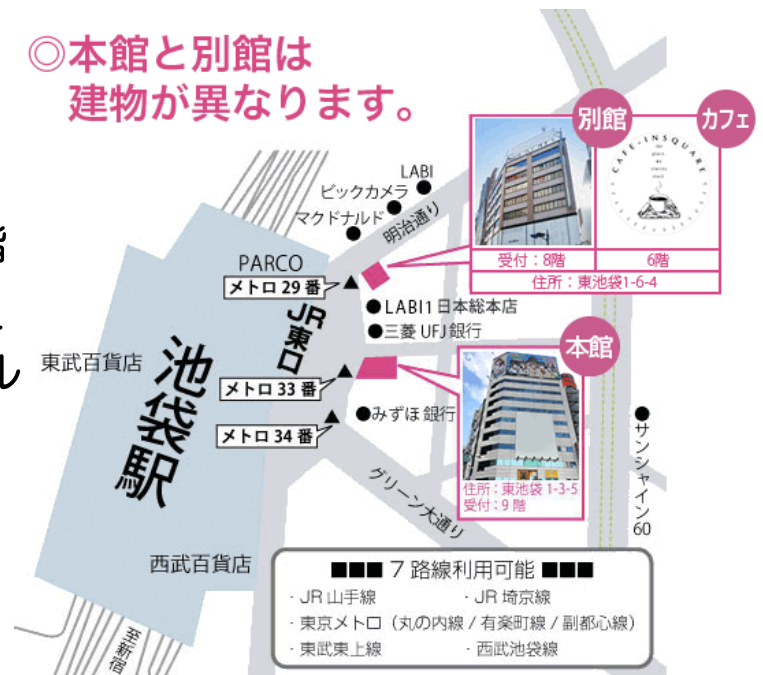 ◎本館と別館は
建物が異なります。
別館
カフェ
CAFE-INSQUARE
受付：8階
6階
住所：東池袋1-6-4
LABI
ビックカメラ
マクドナルド
明治通り
PARCO
メトロ 29 番
JR東口
●LABI1日本総本店
●三菱 UFJ 銀行
東武百貨店
池袋駅
本館
メトロ 33 番
メトロ 34 番
●みずほ銀行
住所：東池袋 1-3-5
受付：9 階
グリーン大通り
●サンシャイン60
西武百貨店
■■■ 7 路線利用可能 ■■■
· JR 山手線
· JR 埼京線
· 東京メトロ（丸の内線 / 有楽町線 / 副都心線）
· 東武東上線
· 西武池袋線
至新宿
ル